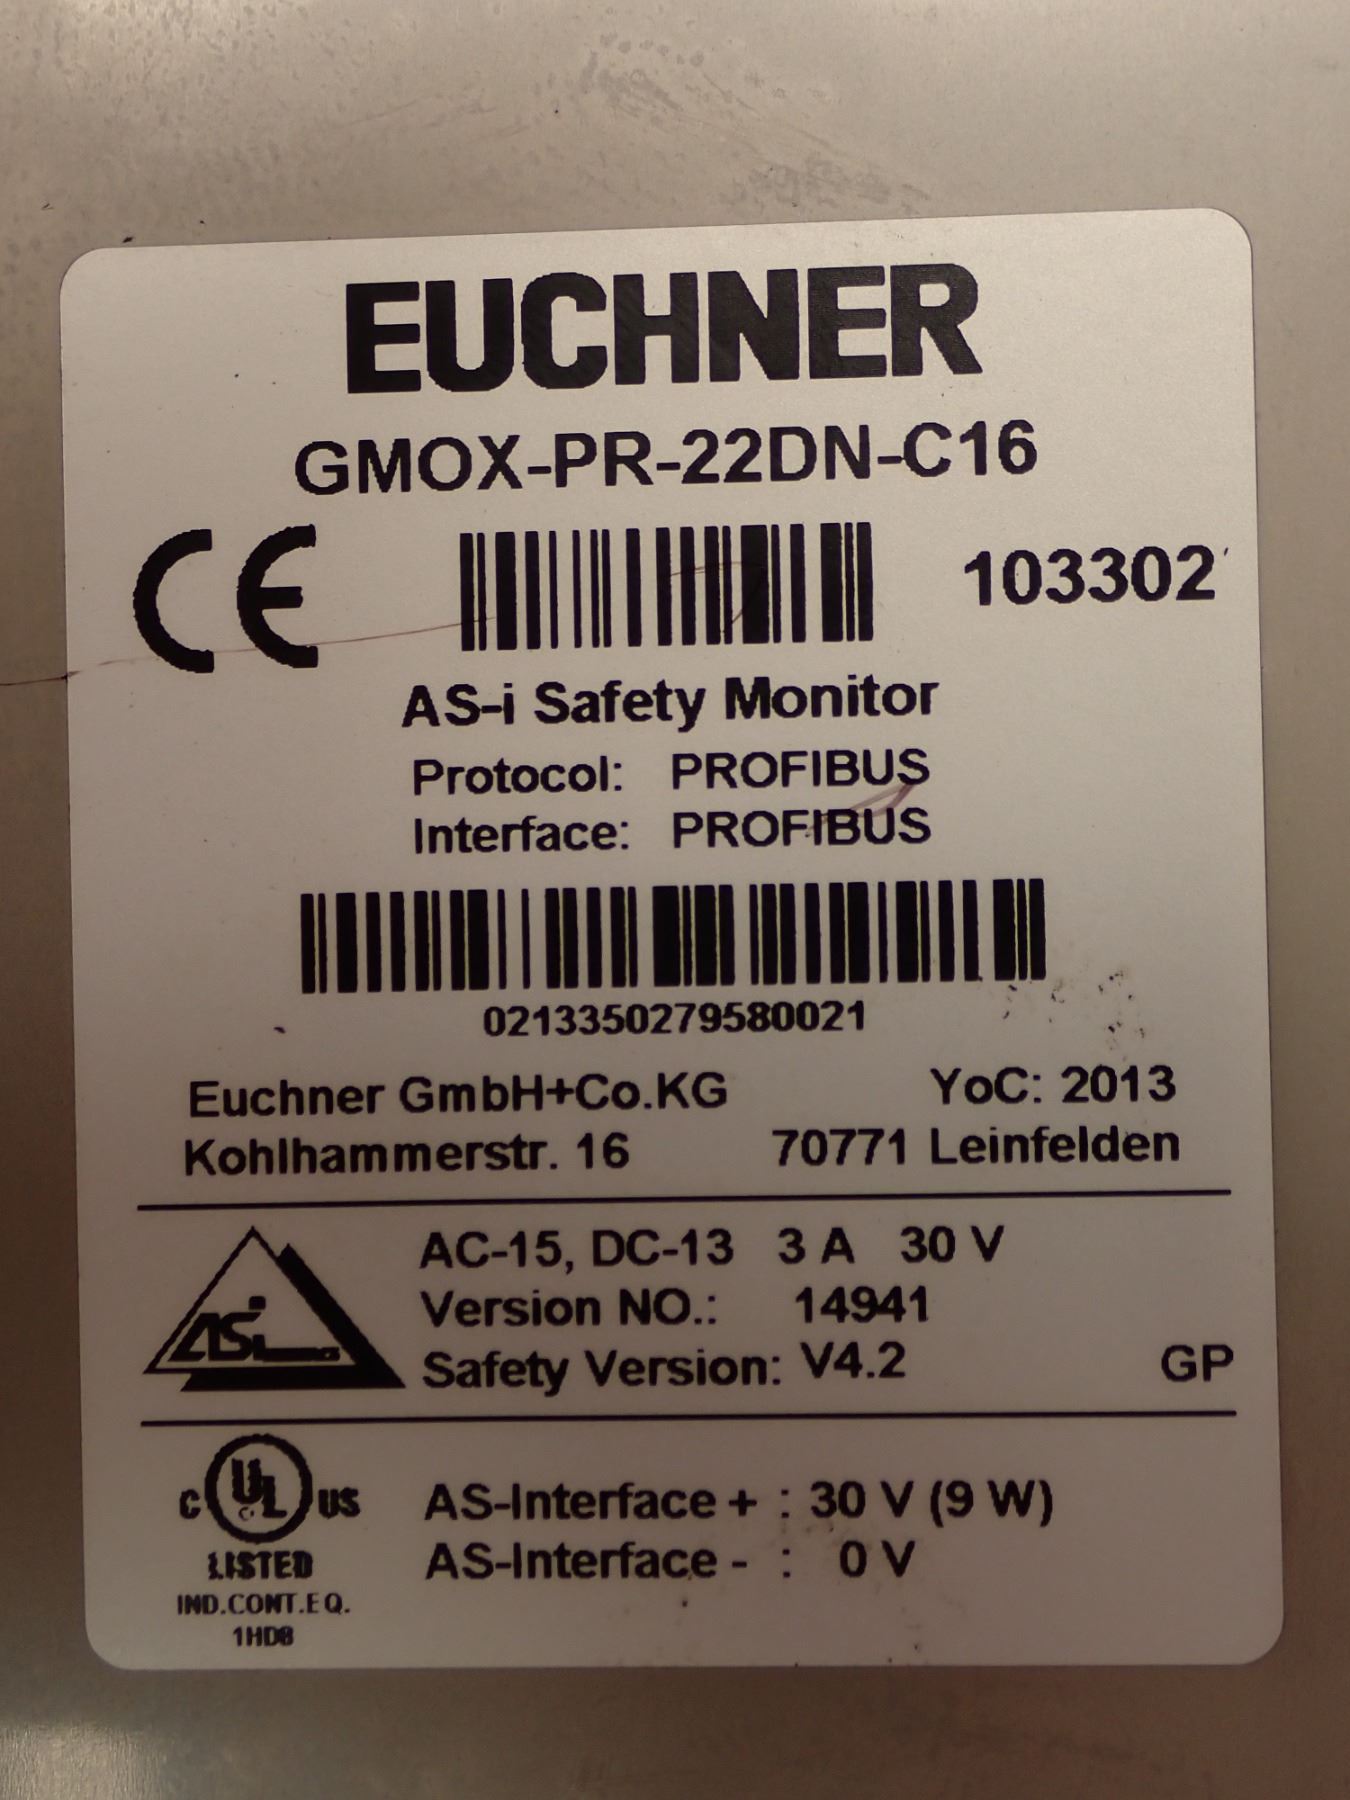 EUCHNER
GMOX-PR-22DN-C16
CE
103302
AS-i Safety Monitor
Protocol: PROFIBUS
Interface: PROFIBUS
0213350279580021
Euchner GmbH+Co.KG YoC: 2013
Kohlhammerstr. 16 70771 Leinfelden
AC-15, DC-13 3 A 30 V
ASi
Version NO.: 14941
Safety Version: V4.2 GP
C UL US
LISTED
IND.CONT.EQ.
1HD8
AS-Interface + : 30 V (9 W)
AS-Interface - : 0 V